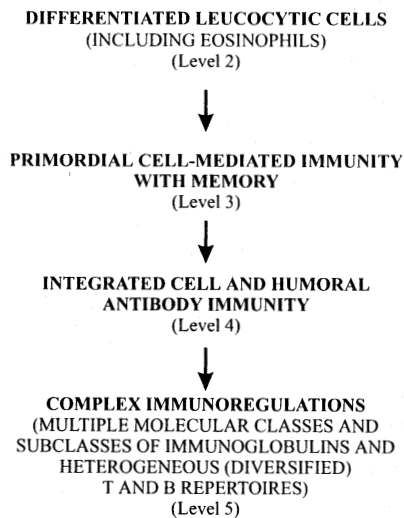 DIFFERENTIATED LEUCOCYTIC CELLS
(INCLUDING EOSINOPHILS)
(Level 2)
PRIMORDIAL CELL-MEDIATED IMMUNITY
WITH MEMORY
(Level 3)
INTEGRATED CELL AND HUMORAL
ANTIBODY IMMUNITY
(Level 4)
COMPLEX IMMUNOREGULATIONS
(MULTIPLE MOLECULAR CLASSES AND
SUBCLASSES OF IMMUNOGLOBULINS AND
HETEROGENEOUS (DIVERSIFIED)
T AND B REPERTOIRES)
(Level 5)